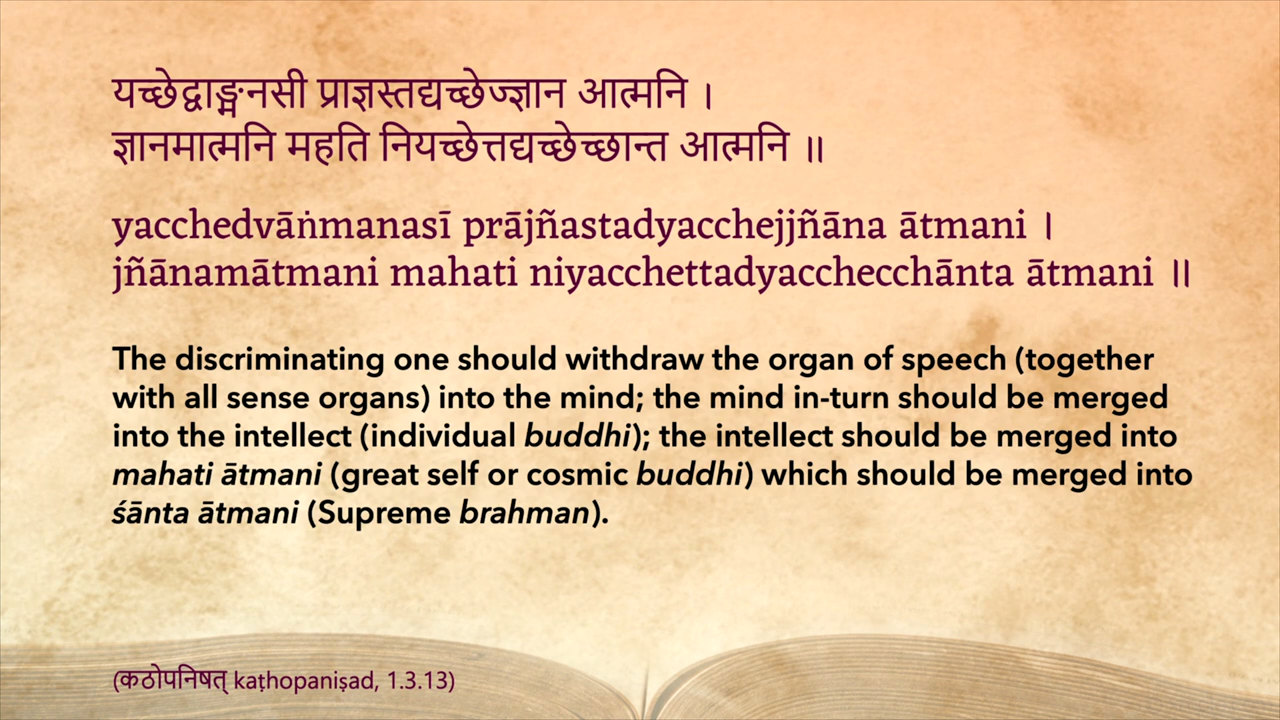 यच्छेद्वाङ्मनसी प्राज्ञस्तद्यच्छेज्ज्ञान आत्मनि ।
ज्ञानमात्मनि महति नियच्छेत्तद्यच्छेच्छान्त आत्मनि ॥
yacchedvāṅmanasī prājñastadyacchejjñāna ātmani ।
jñānamātmani mahati niyacchettadyacchecchānta ātmani ॥
The discriminating one should withdraw the organ of speech (together
with all sense organs) into the mind; the mind in-turn should be merged
into the intellect (individual buddhi); the intellect should be merged into
mahati ātmani (great self or cosmic buddhi) which should be merged into
śānta ātmani (Supreme brahman).
(कठोपनिषत् kaṭhopaniṣad, 1.3.13)